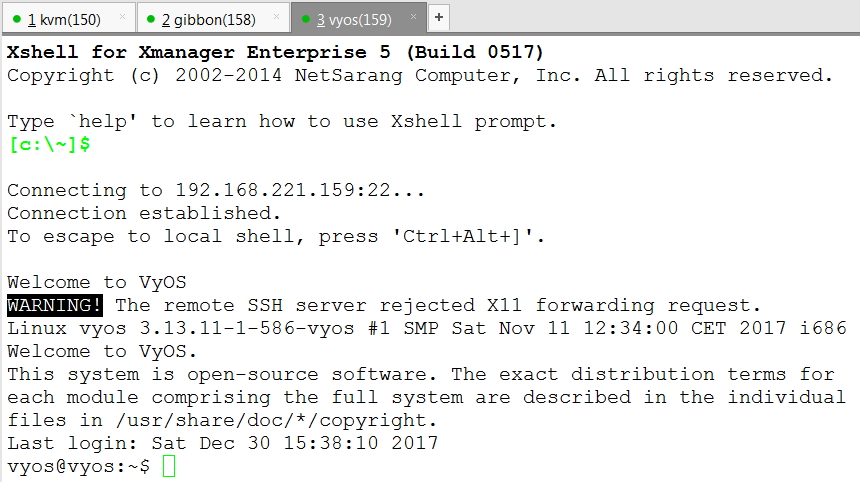 1 kvm(150) × 2 gibbon(158) × 3 vyos(159) × +
Xshell for Xmanager Enterprise 5 (Build 0517)
Copyright (c) 2002-2014 NetSarang Computer, Inc. All rights reserved.
Type `help' to learn how to use Xshell prompt.
[c:\~]$
Connecting to 192.168.221.159:22...
Connection established.
To escape to local shell, press 'Ctrl+Alt+]'.
Welcome to VyOS
WARNING! The remote SSH server rejected X11 forwarding request.
Linux vyos 3.13.11-1-586-vyos #1 SMP Sat Nov 11 12:34:00 CET 2017 i686
Welcome to VyOS.
This system is open-source software. The exact distribution terms for
each module comprising the full system are described in the individual
files in /usr/share/doc/*/copyright.
Last login: Sat Dec 30 15:38:10 2017
vyos@vyos:~$